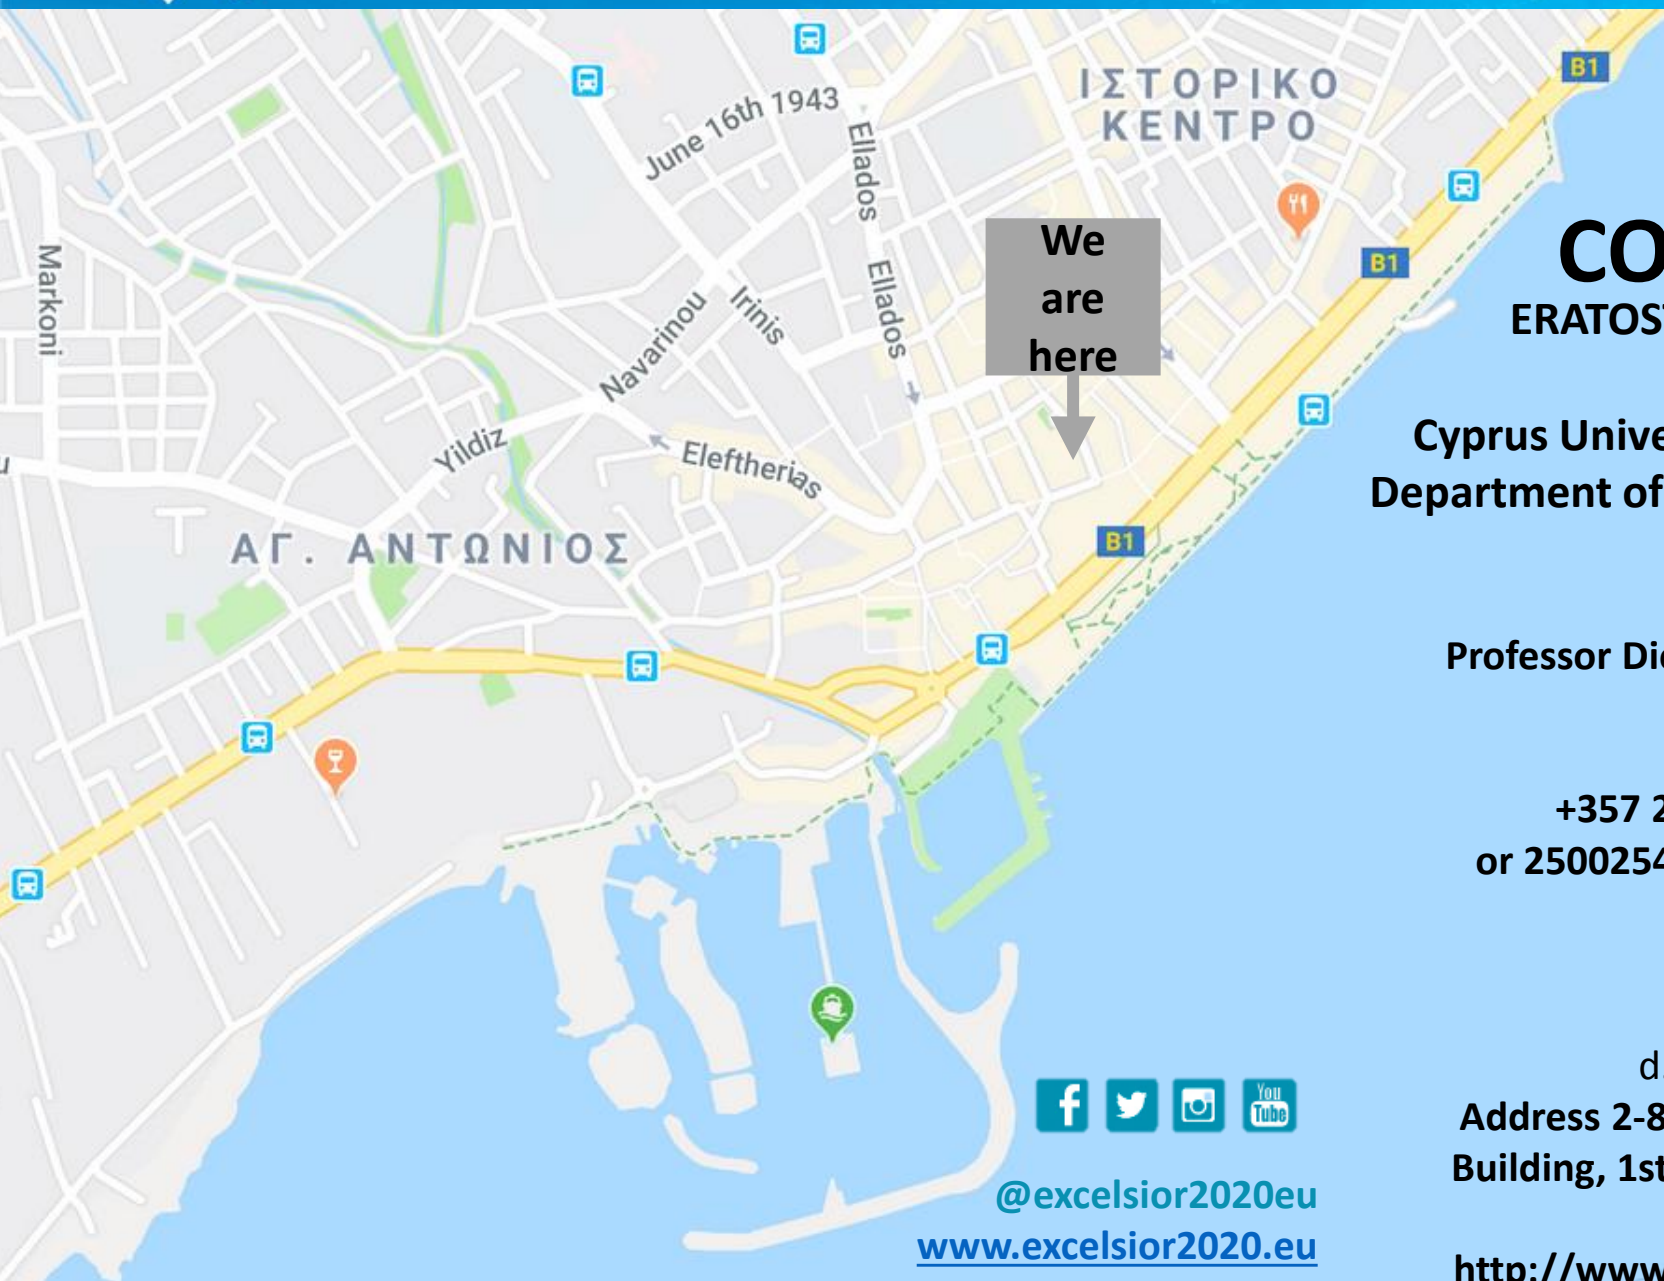 B1
ΙΣΤΟΡΙΚΟ
ΚΕΝΤΡΟ
June 16th 1943
Ellados
Markoni
We
are
here
B1
CO
ERATOS
Ellados
Irinis
Navarinou
Cyprus Unive
Department of
Yildiz
Eleftherias
ΑΓ. ΑΝΤΩΝΙΟΣ
B1
Professor Di
+357 2
or 2500254
d.
You
Tube
Address 2-8
Building, 1st
@excelsior2020eu
www.excelsior2020.eu
http://www